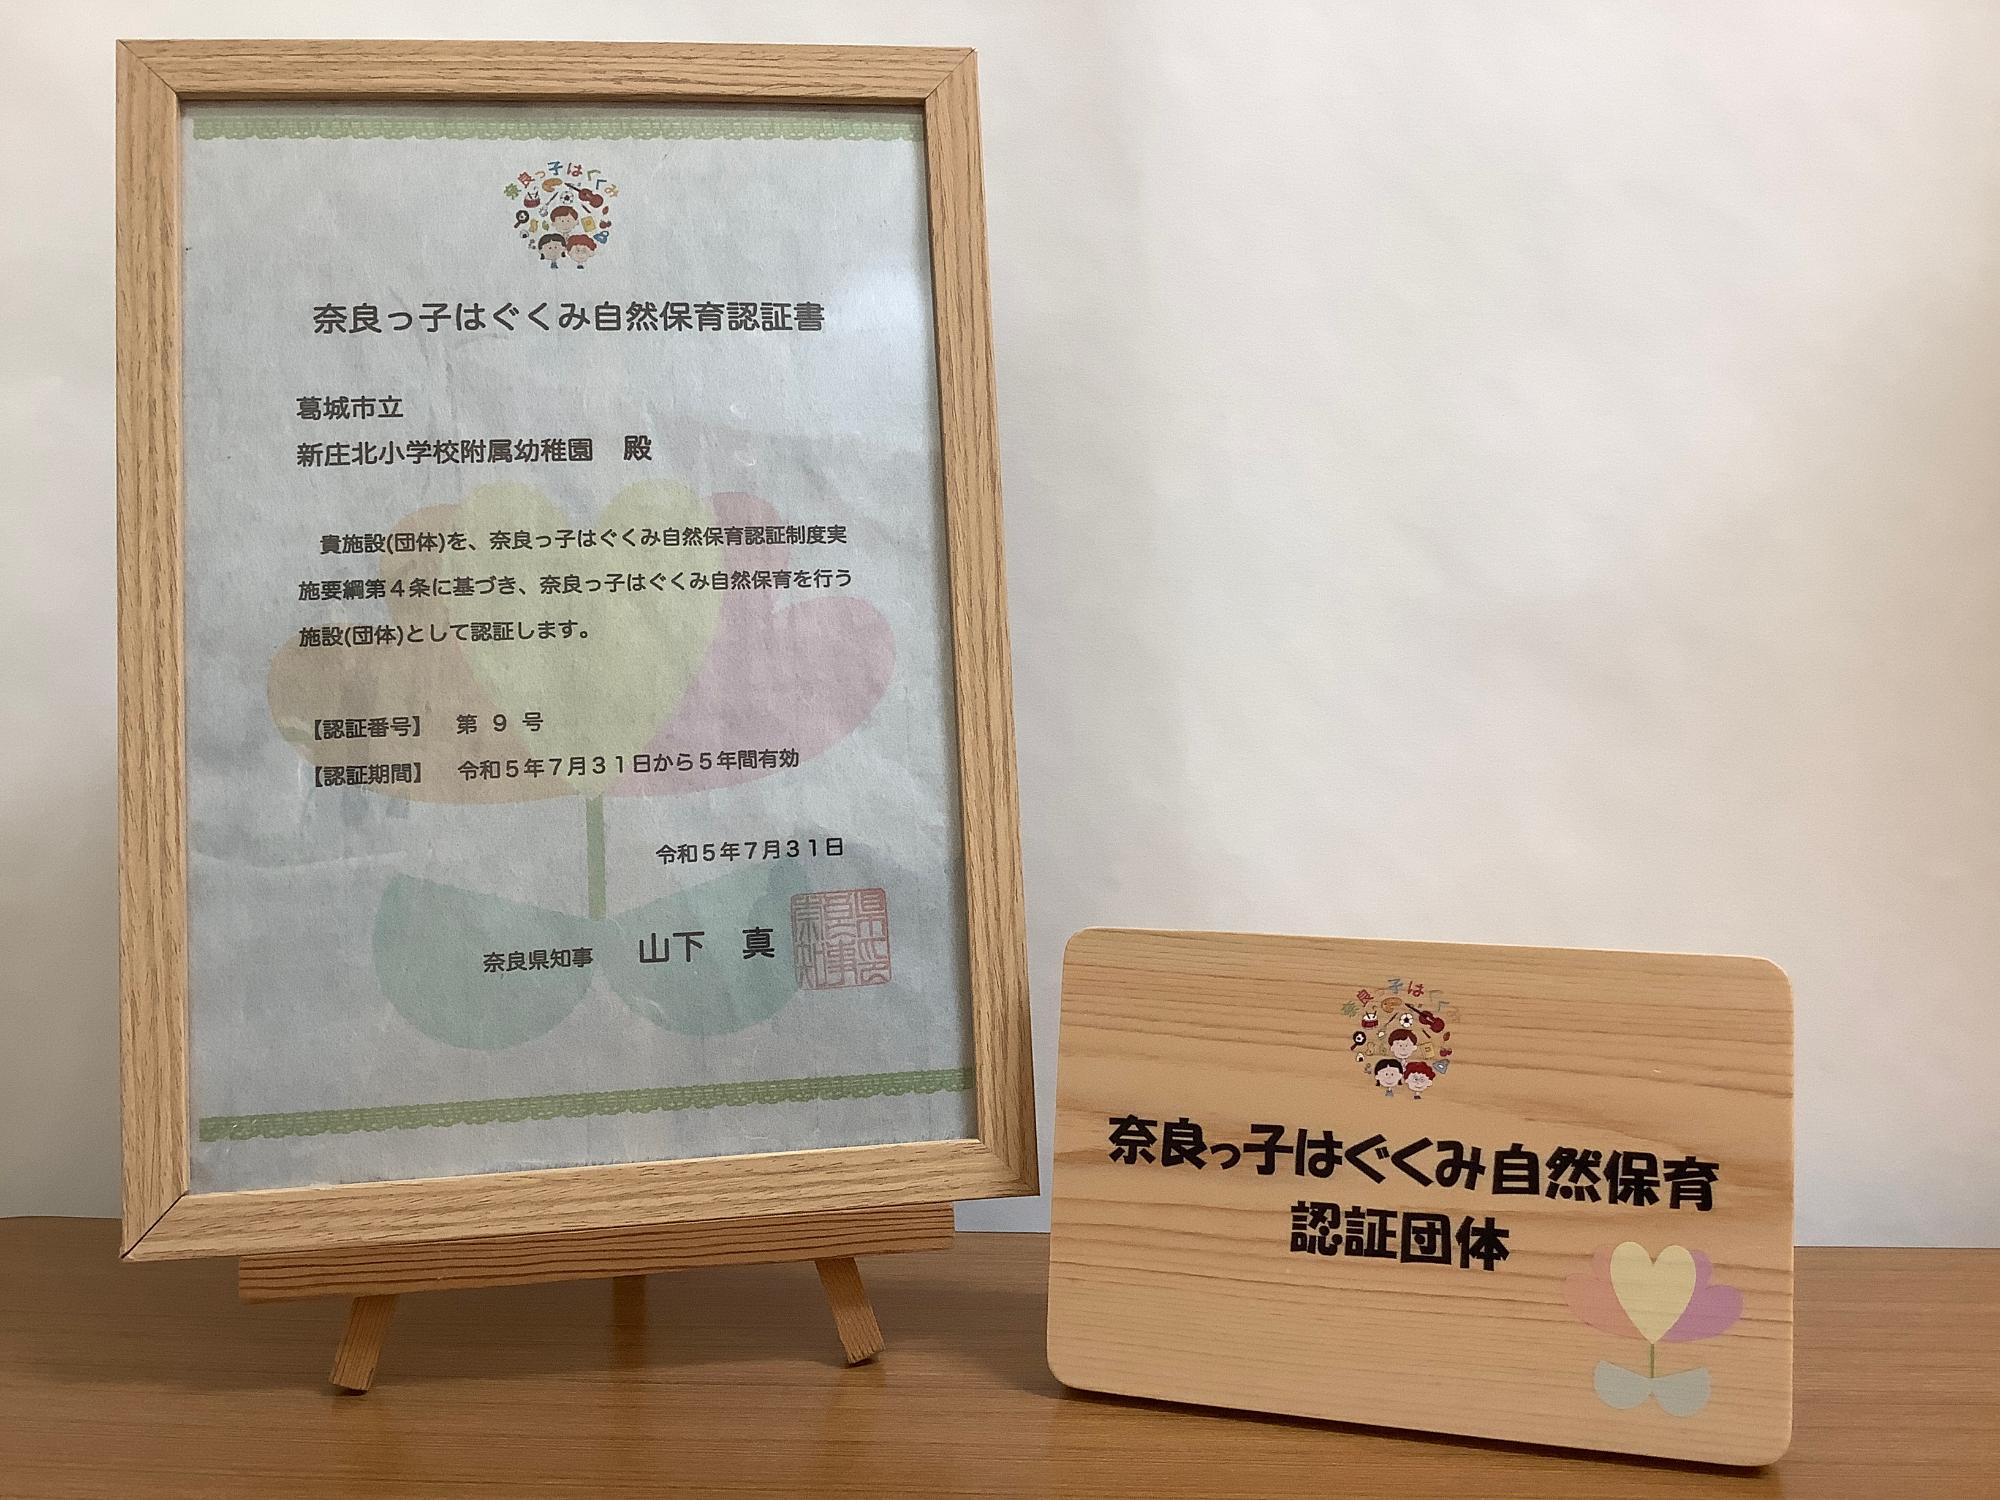 奈良っ子はぐくみ
奈良っ子はぐくみ自然保育認証書
葛城市立
新庄北小学校附属幼稚園　殿
貴施設(団体)を、奈良っ子はぐくみ自然保育認証制度実
施要綱第４条に基づき、奈良っ子はぐくみ自然保育を行う
施設(団体)として認証します。
【認証番号】　第 9 号
【認証期間】　令和５年７月３１日から５年間有効
令和５年７月３１日
奈良県知事　山下　真
奈良っ子はぐくみ
奈良っ子はぐくみ自然保育
認証団体